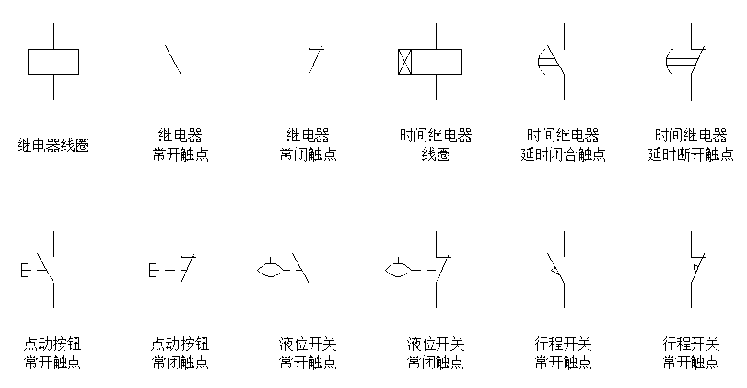 继电器线圈
继电器
常开触点
继电器
常闭触点
时间继电器
线圈
时间继电器
延时闭合触点
时间继电器
延时断开触点
点动按钮
常开触点
点动按钮
常闭触点
液位开关
常开触点
液位开关
常闭触点
行程开关
常开触点
行程开关
常开触点